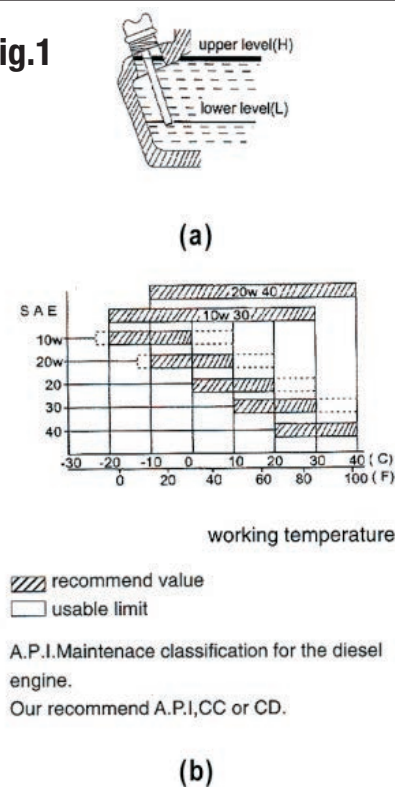 ig.1
upper level(H)
lower level(L)
(a)
20w 40
S A E
10w 30
10w
20w
20
30
40
-30 -20 -10 0 10 20 30 40 ( C )
0 20 40 60 80 100 ( F )
working temperature
recommend value
usable limit
A.P.I.Maintenace classification for the diesel
engine.
Our recommend A.P.I,CC or CD.
(b)